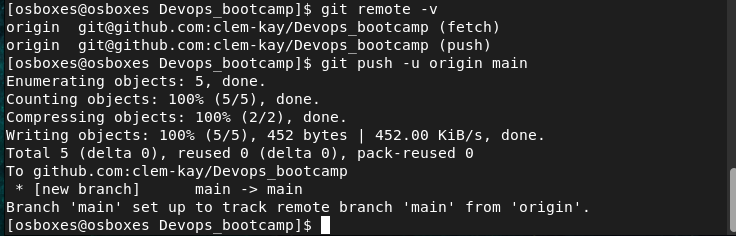 [osboxes@osboxes Devops_bootcamp]$ git remote -v
origin  git@github.com:clem-kay/Devops_bootcamp (fetch)
origin  git@github.com:clem-kay/Devops_bootcamp (push)
[osboxes@osboxes Devops_bootcamp]$ git push -u origin main
Enumerating objects: 5, done.
Counting objects: 100% (5/5), done.
Compressing objects: 100% (2/2), done.
Writing objects: 100% (5/5), 452 bytes | 452.00 KiB/s, done.
Total 5 (delta 0), reused 0 (delta 0), pack-reused 0
To github.com:clem-kay/Devops_bootcamp
 * [new branch]      main -> main
Branch 'main' set up to track remote branch 'main' from 'origin'.
[osboxes@osboxes Devops_bootcamp]$